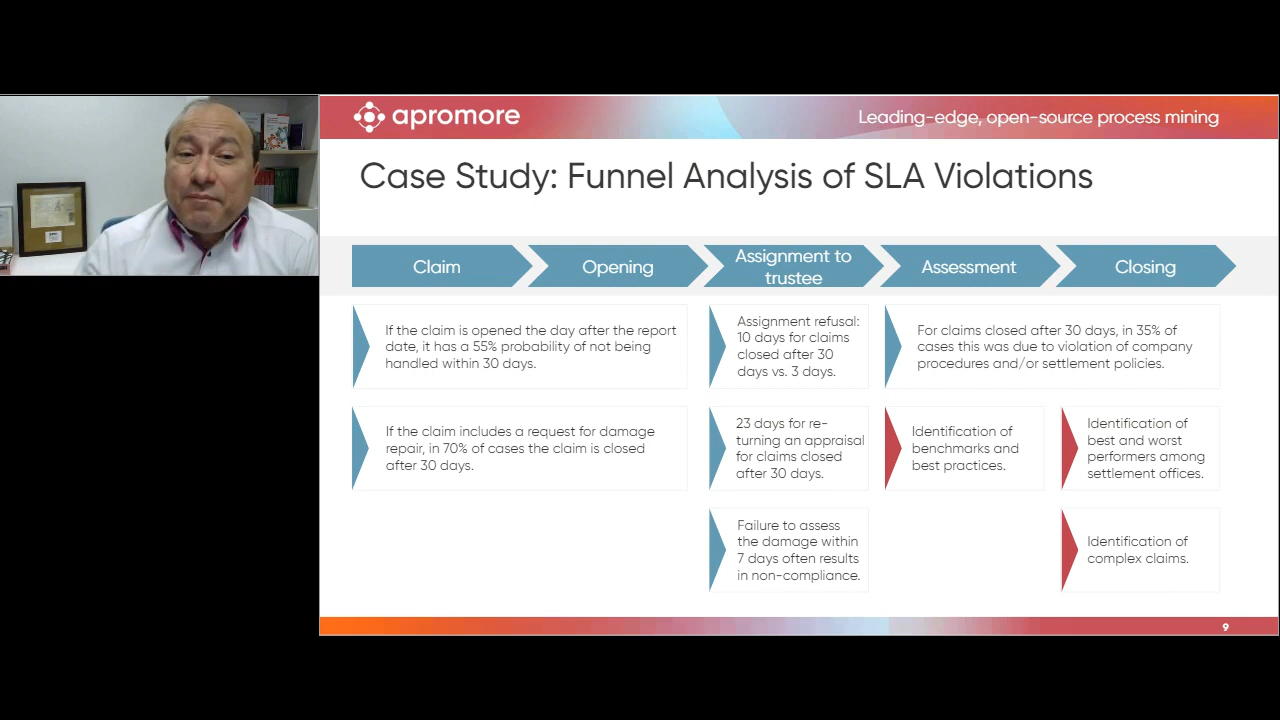 apromore
Leading-edge, open-source process mining
Case Study: Funnel Analysis of SLA Violations
Claim
Opening
Assignment to
trustee
Assessment
Closing
If the claim is opened the day after the report
date, it has a 55% probability of not being
handled within 30 days.
Assignment refusal:
10 days for claims
closed after 30
days vs. 3 days.
For claims closed after 30 days, in 35% of
cases this was due to violation of company
procedures and/or settlement policies.
If the claim includes a request for damage
repair, in 70% of cases the claim is closed
after 30 days.
23 days for re-
turning an appraisal
for claims closed
after 30 days.
Identification of
benchmarks and
best practices.
Identification of
best and worst
performers among
settlement offices.
Failure to assess
the damage within
7 days often results
in non-compliance.
Identification of
complex claims.
9